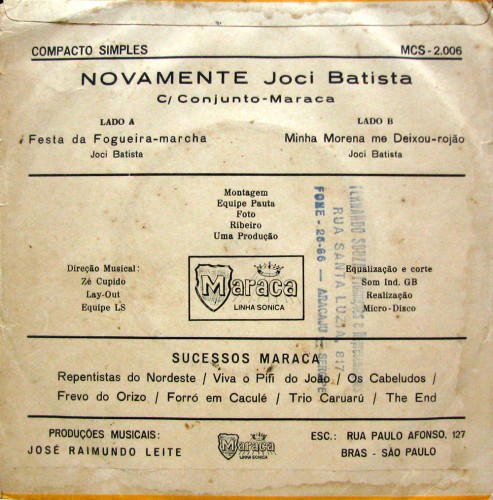 COMPACTO SIMPLES
MCS - 2.006
NOVAMENTE Joci Batista
C/ Conjunto-Maraca
LADO A
Festa da Fogueira-marcha
Joci Batista
LADO B
Minha Morena me Deixou-rojão
Joci Batista
Montagem
Equipe Pauta
Foto
Ribeiro
Uma Produção
Direção Musical:
Zé Cupido
Lay-Out
Equipe LS
Maraca
LINHA SONICA
Equalização e corte
Som Ind. GB
Realização
Micro-Disco
FERNANDO
RUA SANTA LUZIA, 817
FONE - 26-66 — ARACAJU — SERGIPE
SUCESSOS MARACA
Repentistas do Nordeste / Viva o Pifi do João / Os Cabeludos /
Frevo do Orizo / Forró em Caculé / Trio Caruarú / The End
PRODUÇÕES MUSICAIS:
JOSÉ RAIMUNDO LEITE
Maraca
LINHA SONICA
ESC.: RUA PAULO AFONSO, 127
BRAS - SÃO PAULO